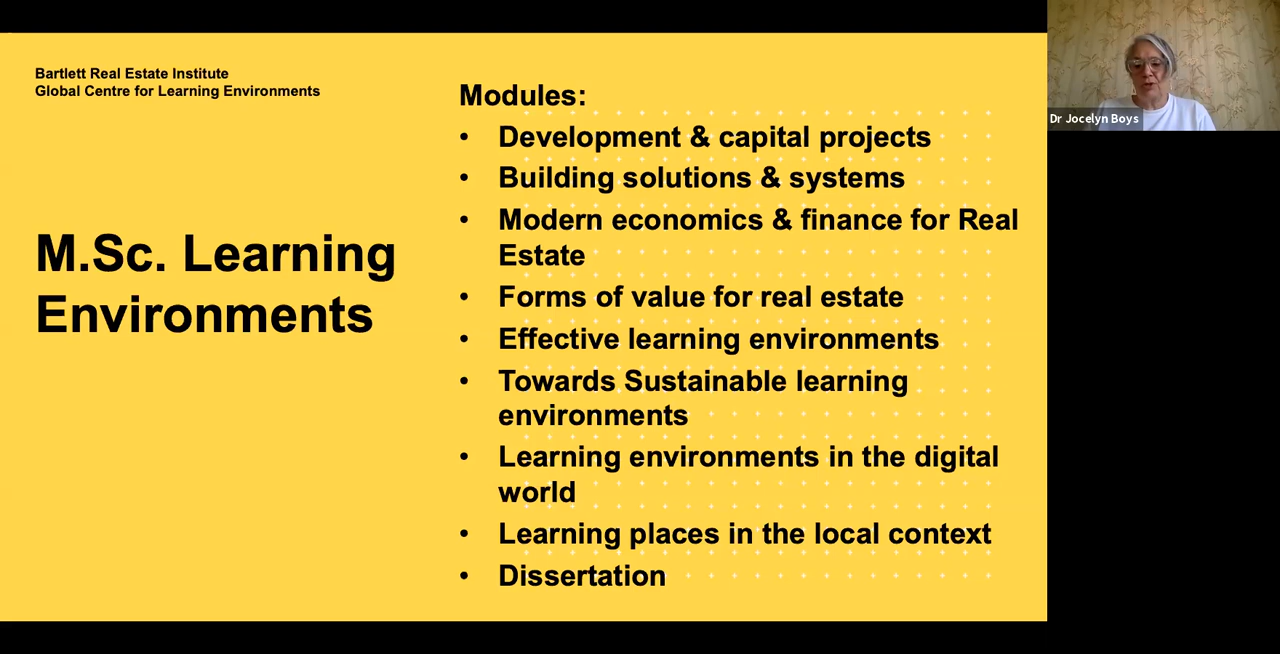 Bartlett Real Estate Institute
Global Centre for Learning Environments
M.Sc. Learning
Environments
Modules:
• Development & capital projects
• Building solutions & systems
• Modern economics & finance for Real
Estate
• Forms of value for real estate
• Effective learning environments
• Towards Sustainable learning
environments
• Learning environments in the digital
world
• Learning places in the local context
• Dissertation
Dr Jocelyn Boys